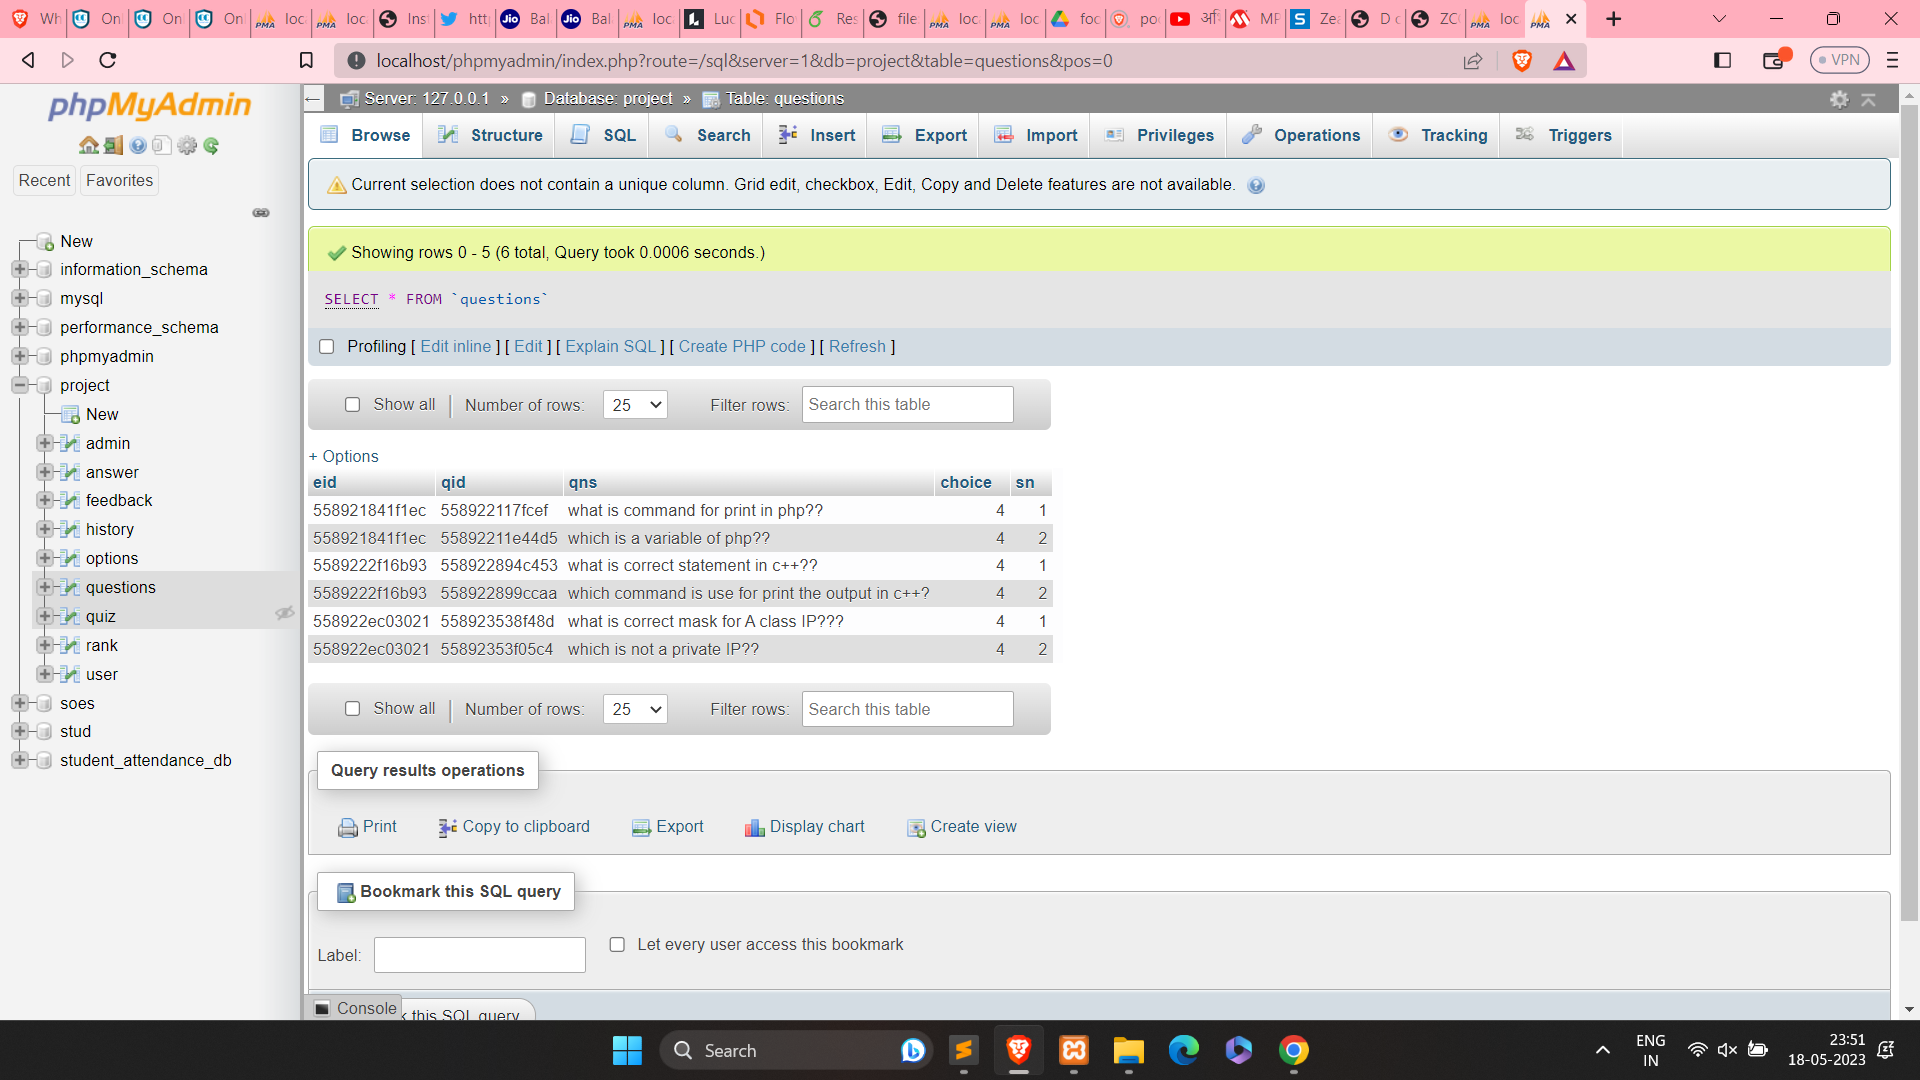 Wh On On On loc loc Ins htt Bal Bal loc Luc Flo Res file loc loc foc poc MP Zea D c ZC loc
localhost/phpmyadmin/index.php?route=/sql&server=1&db=project&table=questions&pos=0
VPN
phpMyAdmin
Recent Favorites
New
information_schema
mysql
performance_schema
phpmyadmin
project
New
admin
answer
feedback
history
options
questions
quiz
rank
user
soes
stud
student_attendance_db
Server: 127.0.0.1 » Database: project » Table: questions
Browse Structure SQL Search Insert Export Import Privileges Operations Tracking Triggers
Current selection does not contain a unique column. Grid edit, checkbox, Edit, Copy and Delete features are not available.
Showing rows 0 - 5 (6 total, Query took 0.0006 seconds.)
SELECT * FROM `questions`
Profiling [ Edit inline ] [ Edit ] [ Explain SQL ] [ Create PHP code ] [ Refresh ]
Show all | Number of rows: 25 Filter rows: Search this table
+ Options
eid qid qns choice sn
558921841f1ec 558922117fcef what is command for print in php?? 4 1
558921841f1ec 55892211e44d5 which is a variable of php?? 4 2
5589222f16b93 558922894c453 what is correct statement in c++?? 4 1
5589222f16b93 558922899ccaa which command is use for print the output in c++? 4 2
558922ec03021 558923538f48d what is correct mask for A class IP??? 4 1
558922ec03021 55892353f05c4 which is not a private IP?? 4 2
Show all | Number of rows: 25 Filter rows: Search this table
Query results operations
Print Copy to clipboard Export Display chart Create view
Bookmark this SQL query
Label: Let every user access this bookmark
Console
this SQL query
Search
ENG
IN
23:51
18-05-2023